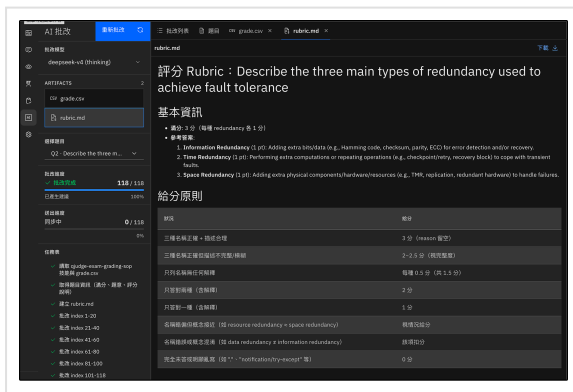 AI 批改
重新批改
批改列表
題目
grade.csv ×
rubric.md ×
rubric.md
下載
批改模型
deepseek-v4 (thinking)
ARTIFACTS 2
CSV grade.csv
rubric.md
選擇題目
Q2 - Describe the three m...
批改進度
批改完成 118 / 118
已產生建議 100%
送出進度
同步中 0 / 118
0%
任務表
讀取 qjudge-exam-grading-sop
技能與 grade.csv
取得題目資訊（滿分、題意、評分
說明）
建立 rubric.md
批改 index 1-20
批改 index 21-40
批改 index 41-60
批改 index 61-80
批改 index 81-100
批改 index 101-118
評分 Rubric：Describe the three main types of redundancy used to
achieve fault tolerance
基本資訊
• 滿分: 3 分（每種 redundancy 各 1 分）
• 參考答案:
1. Information Redundancy (1 pt): Adding extra bits/data (e.g., Hamming code, checksum, parity, ECC) for error detection and/or recovery.
2. Time Redundancy (1 pt): Performing extra computations or repeating operations (e.g., checkpoint/retry, recovery block) to cope with transient
faults.
3. Space Redundancy (1 pt): Adding extra physical components/hardware/resources (e.g., TMR, replication, redundant hardware) to handle failures.
給分原則
狀況 給分
三種名稱正確 + 描述合理 3 分（reason 留空）
三種名稱正確但描述不完整/模糊 2~2.5 分（視完整度）
只列名稱無任何解釋 每種 0.5 分（共 1.5 分）
只答對兩種（含解釋） 2 分
只答對一種（含解釋） 1 分
名稱錯誤但概念接近（如 resource redundancy ≈ space redundancy） 視情況給分
名稱錯誤或概念混淆（如 data redundancy ≠ information redundancy） 該項扣分
完全未答或明顯亂寫（如 "." - "notification/try-except" 等） 0 分